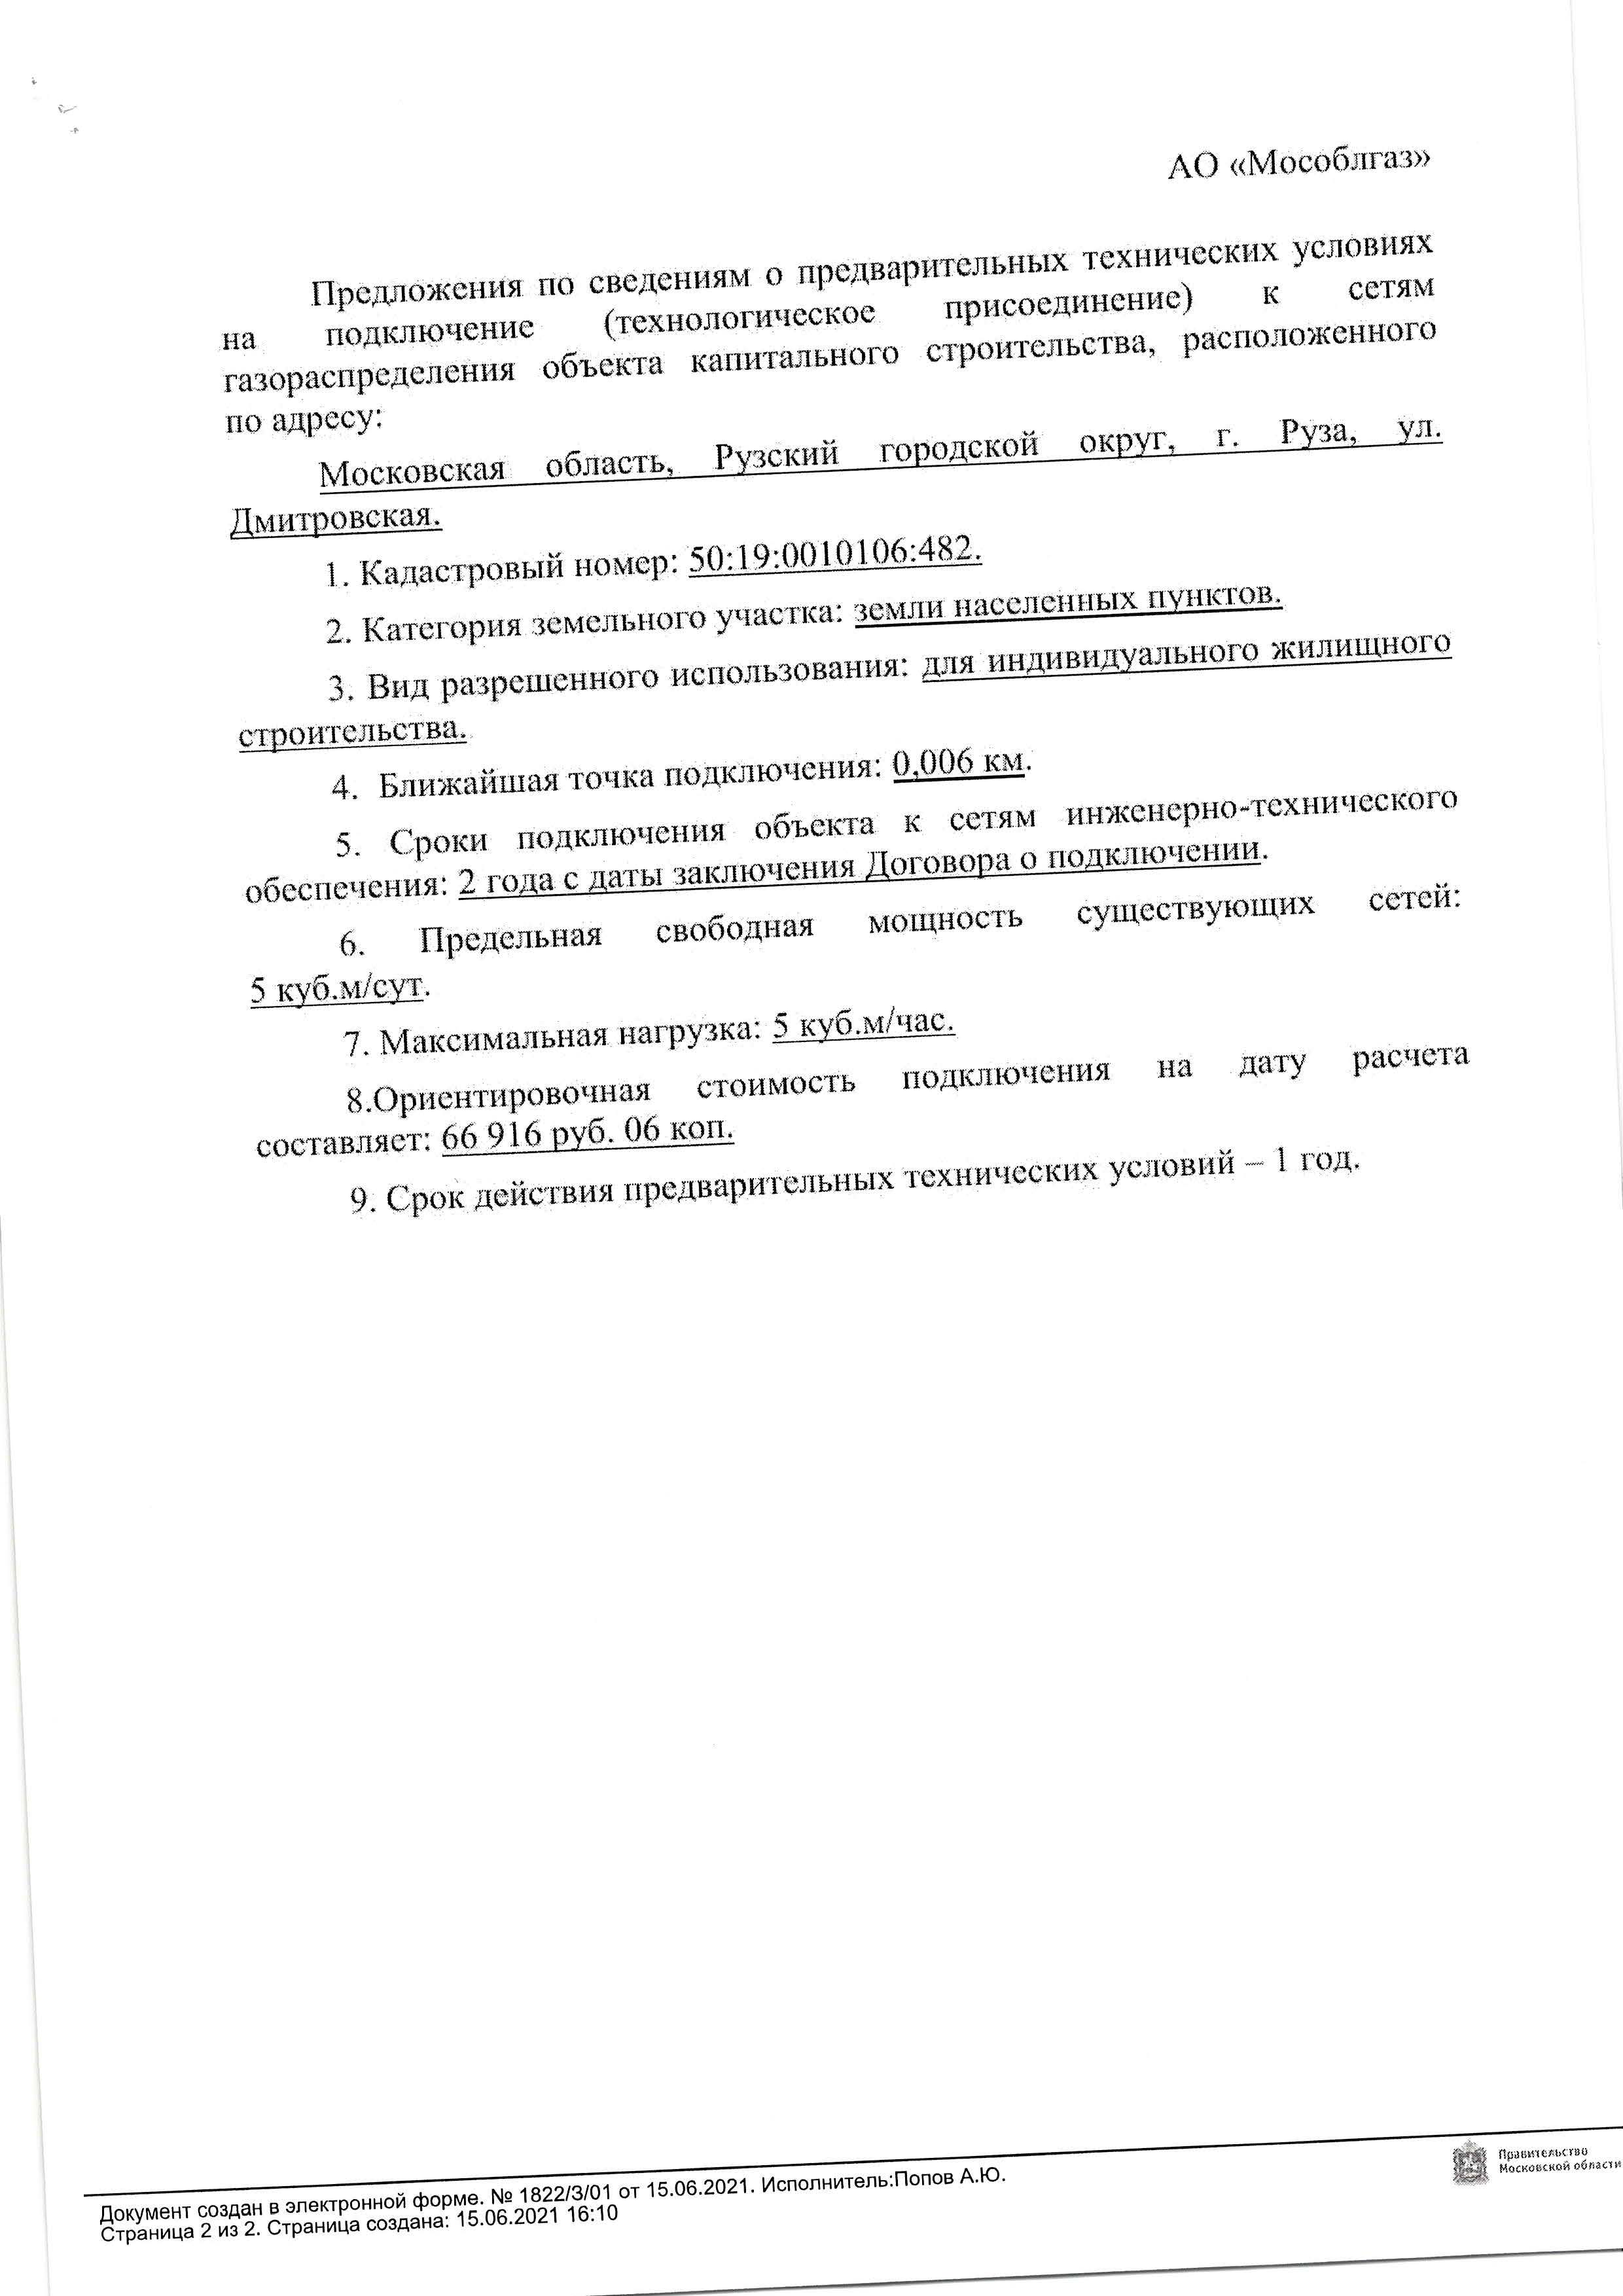 АО «Мособлгаз»
Предложения по сведениям о предварительных технических условиях
на подключение (технологическое присоединение) к сетям
газораспределения объекта капитального строительства, расположенного
по адресу:
Московская область, Рузский городской округ, г. Руза, ул.
Дмитровская.
1. Кадастровый номер: 50:19:0010106:482.
2. Категория земельного участка: земли населенных пунктов.
3. Вид разрешенного использования: для индивидуального жилищного
строительства.
4. Ближайшая точка подключения: 0,006 км.
5. Сроки подключения объекта к сетям инженерно-технического
обеспечения: 2 года с даты заключения Договора о подключении.
6. Предельная свободная мощность существующих сетей:
5 куб.м/сут.
7. Максимальная нагрузка: 5 куб.м/час.
8.Ориентировочная стоимость подключения на дату расчета
составляет: 66 916 руб. 06 коп.
9. Срок действия предварительных технических условий – 1 год.
Документ создан в электронной форме. № 1822/3/01 от 15.06.2021. Исполнитель:Попов А.Ю.
Страница 2 из 2. Страница создана: 15.06.2021 16:10
Правительство
Московской области